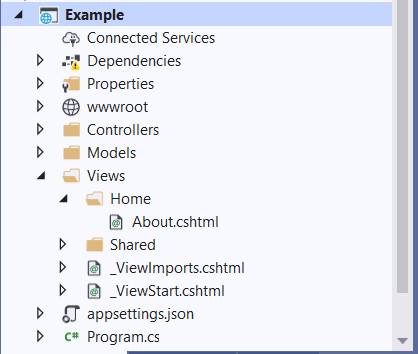 Example
Connected Services
Dependencies
Properties
wwwroot
Controllers
Models
Views
Home
About.cshtml
Shared
_ViewImports.cshtml
_ViewStart.cshtml
appsettings.json
C# Program.cs